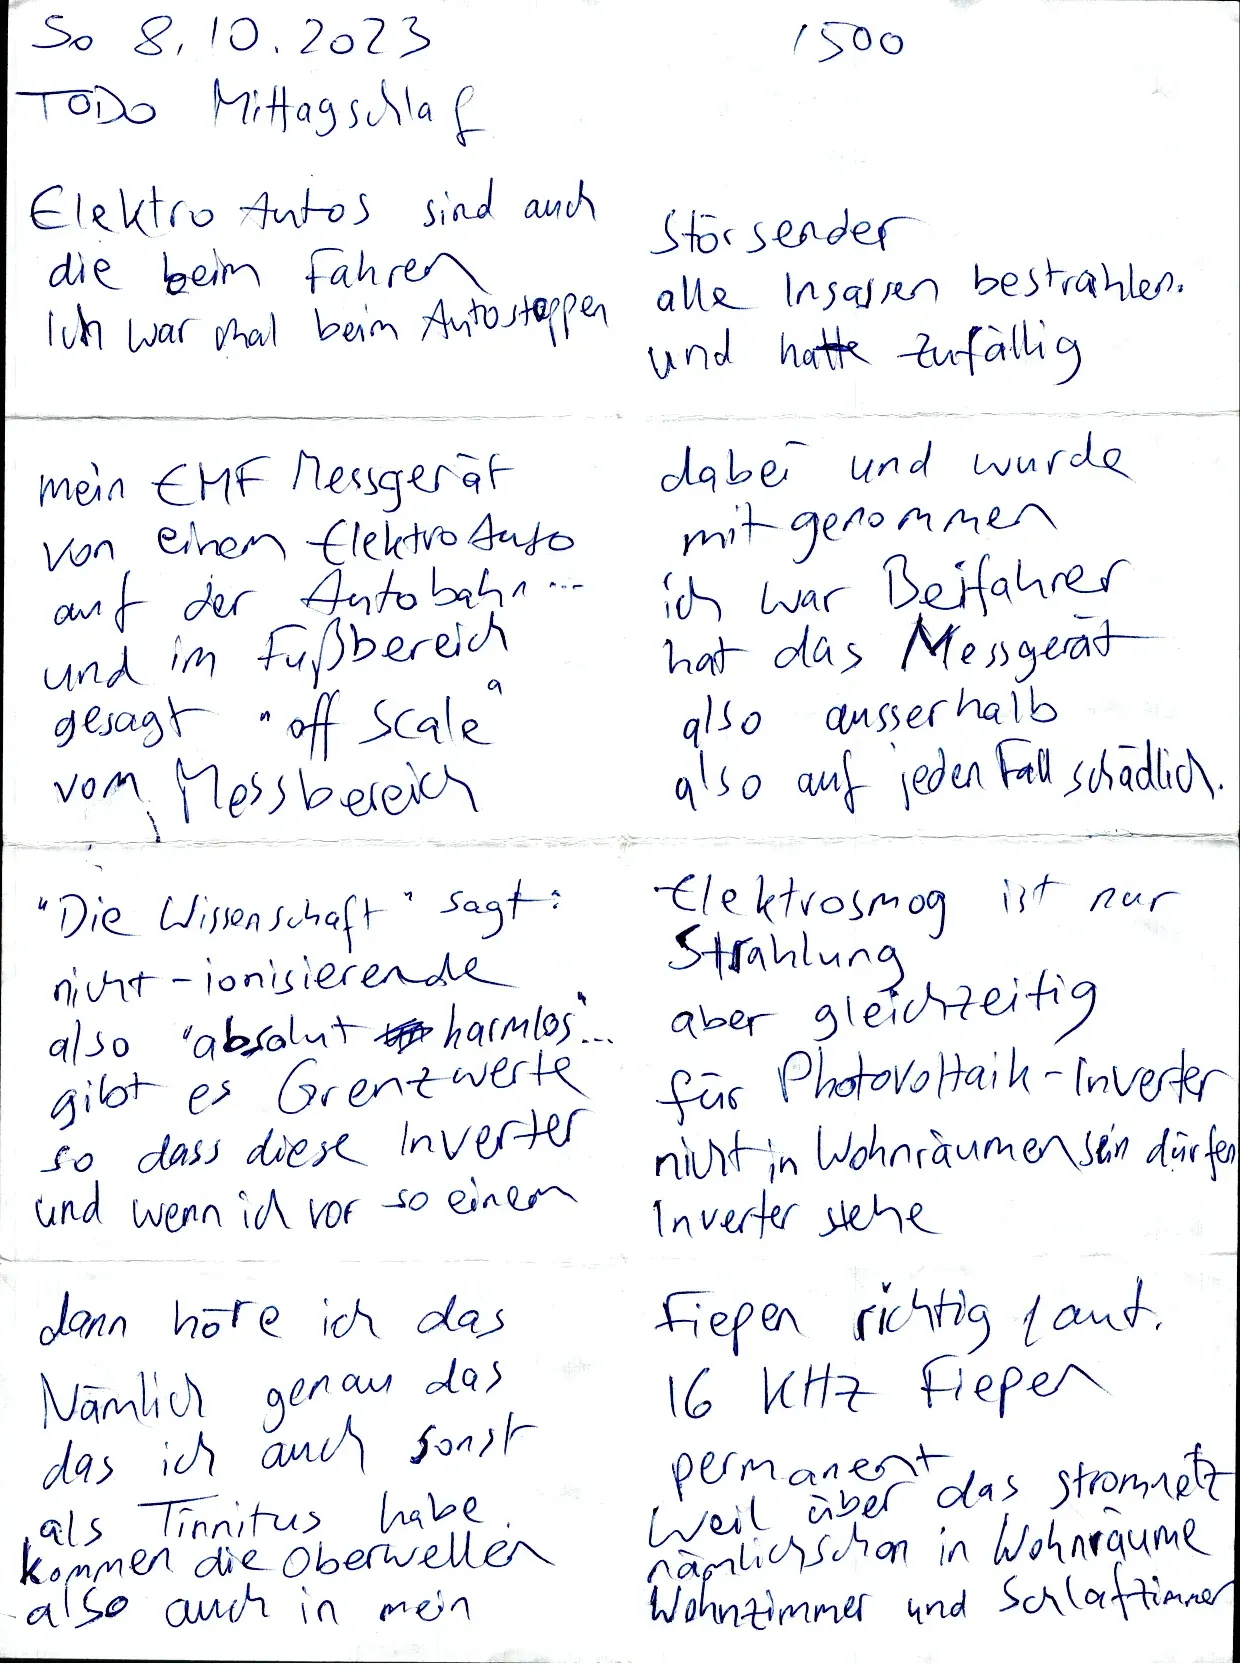 So 8.10.2023 1500
TODO Mittagschlaf
Elektro Autos sind auch Störsender
die beim Fahren alle Insassen bestrahlen.
Ich war mal beim Autostoppen und hatte zufällig
mein EMF Messgerät dabei und wurde
von einem Elektro Auto mitgenommen
auf der Autobahn... ich war Beifahrer
und im Fußbereich hat das Messgerät
gesagt "off scale" also ausserhalb
vom Messbereich also auf jeden Fall schädlich.
"Die Wissenschaft" sagt: Elektrosmog ist nur
nicht-ionisierende Strahlung
also "absolut harmlos"... aber gleichzeitig
gibt es Grenzwerte für Photovoltaik-Inverter
so dass diese Inverter nicht in Wohnräumen sein dürfen
und wenn ich vor so einem Inverter stehe
dann höre ich das Fiepen richtig laut.
Nämlich genau das 16 KHz Fiepen
das ich auch sonst permanent
als Tinnitus habe. Weil über das Stromnetz
kommen die Oberwellen nämlich schon in Wohnräume
also auch in mein Wohnzimmer und Schlafzimmer